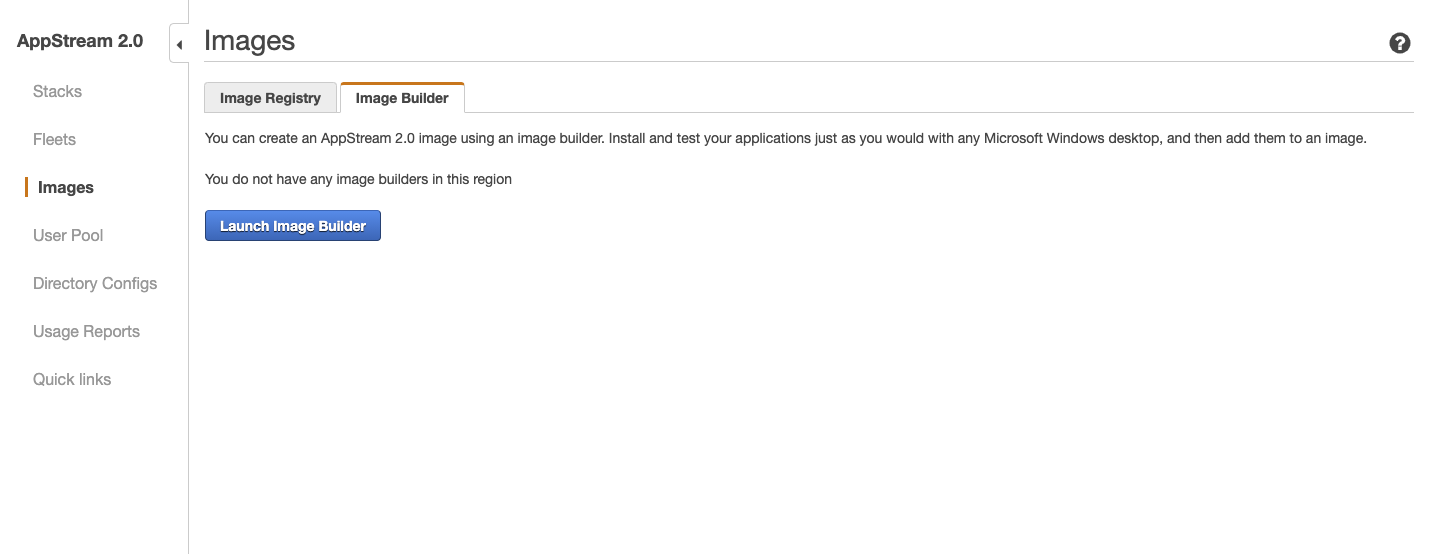 AppStream 2.0
Stacks
Fleets
Images
User Pool
Directory Configs
Usage Reports
Quick links
Images
?
Image Registry
Image Builder
You can create an AppStream 2.0 image using an image builder. Install and test your applications just as you would with any Microsoft Windows desktop, and then add them to an image.
You do not have any image builders in this region
Launch Image Builder